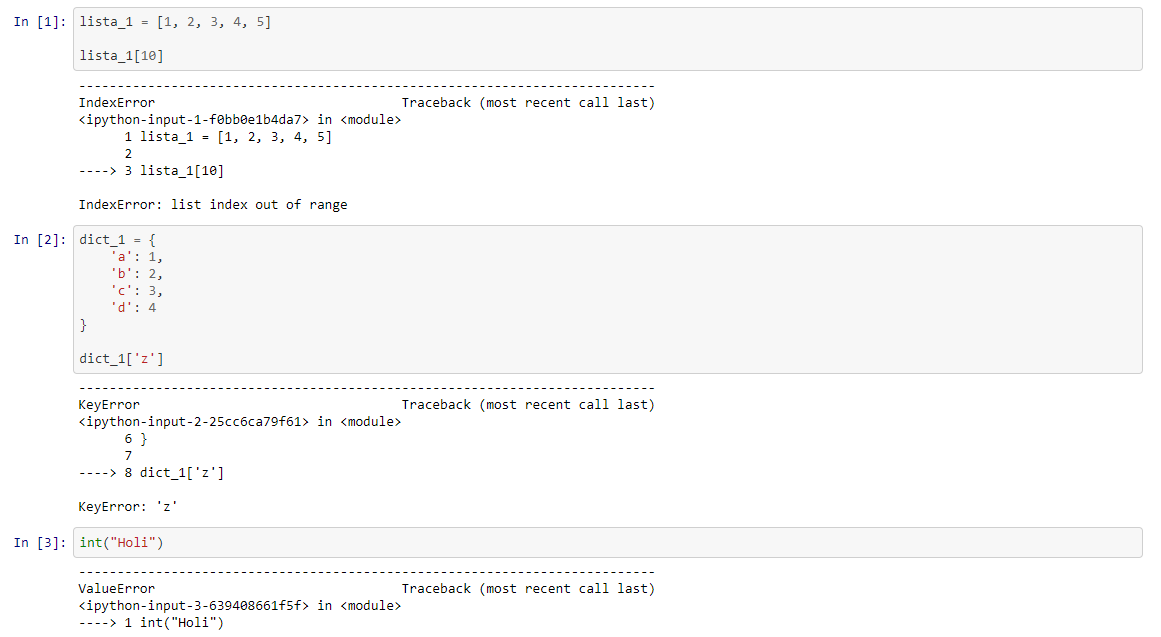 In [1]: lista_1 = [1, 2, 3, 4, 5]
lista_1[10]
---------------------------------------------------------------------------
IndexError                                Traceback (most recent call last)
<ipython-input-1-f0bb0e1b4da7> in <module>
      1 lista_1 = [1, 2, 3, 4, 5]
      2
----> 3 lista_1[10]
IndexError: list index out of range
In [2]: dict_1 = {
    'a': 1,
    'b': 2,
    'c': 3,
    'd': 4
}
dict_1['z']
---------------------------------------------------------------------------
KeyError                                  Traceback (most recent call last)
<ipython-input-2-25cc6ca79f61> in <module>
      6 }
      7
----> 8 dict_1['z']
KeyError: 'z'
In [3]: int("Holi")
---------------------------------------------------------------------------
ValueError                                Traceback (most recent call last)
<ipython-input-3-639408661f5f> in <module>
----> 1 int("Holi")